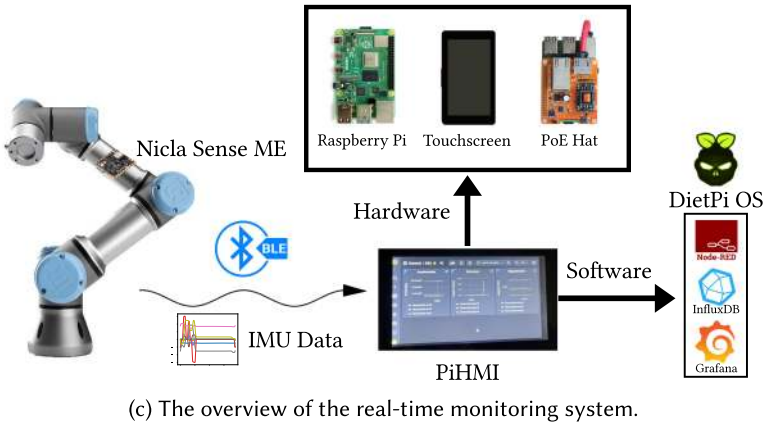 Raspberry Pi
Touchscreen
PoE Hat
Nicla Sense ME
Hardware
DietPi OS
BLE
Software
Node-RED
InfluxDB
IMU Data
Grafana
PiHMI
(c) The overview of the real-time monitoring system.